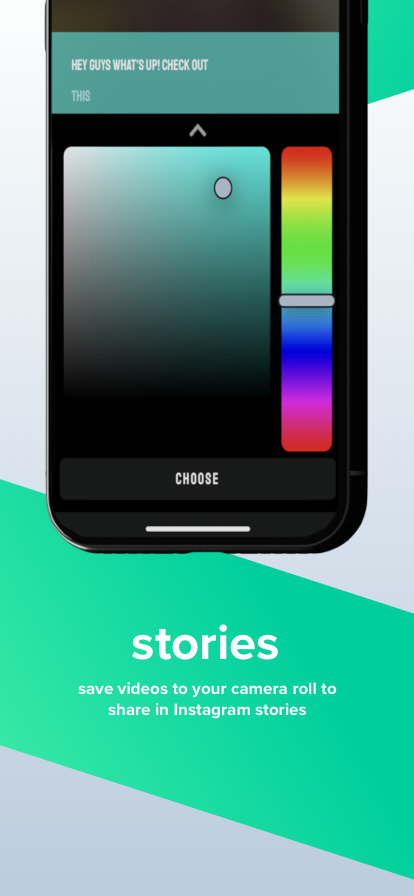 HEY GUYS WHAT'S UP! CHECK OUT
THIS
CHOOSE
stories
save videos to your camera roll to
share in Instagram stories